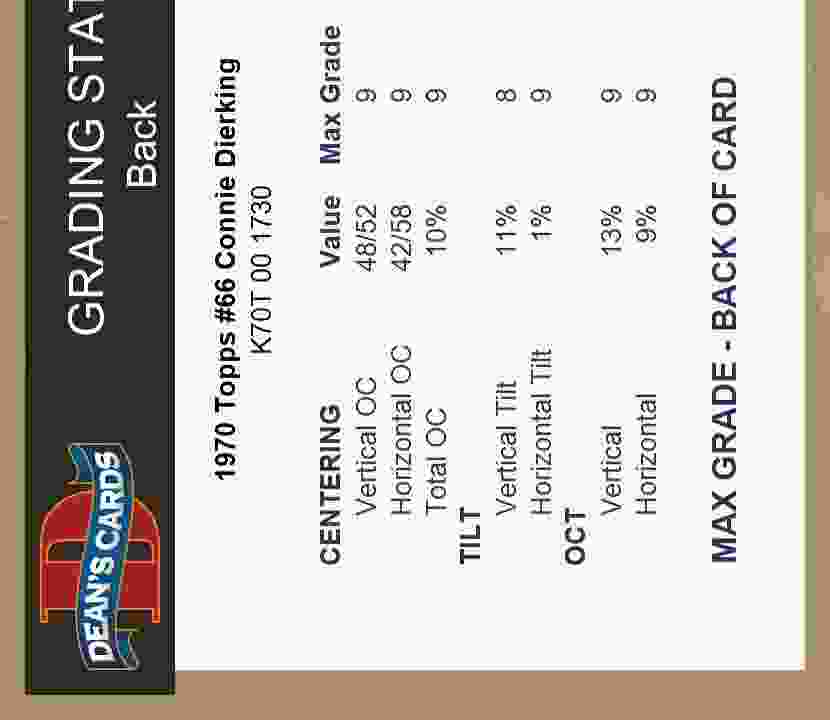 DEAN'S CARDS
GRADING STAT
Back
1970 Topps #66 Connie Dierking
K70T 00 1730
Value Max Grade
CENTERING
Vertical OC 48/52 9
Horizontal OC 42/58 9
Total OC 10% 9
TILT
Vertical Tilt 11% 8
Horizontal Tilt 1% 9
OCT
Vertical 13% 9
Horizontal 9% 9
MAX GRADE - BACK OF CARD